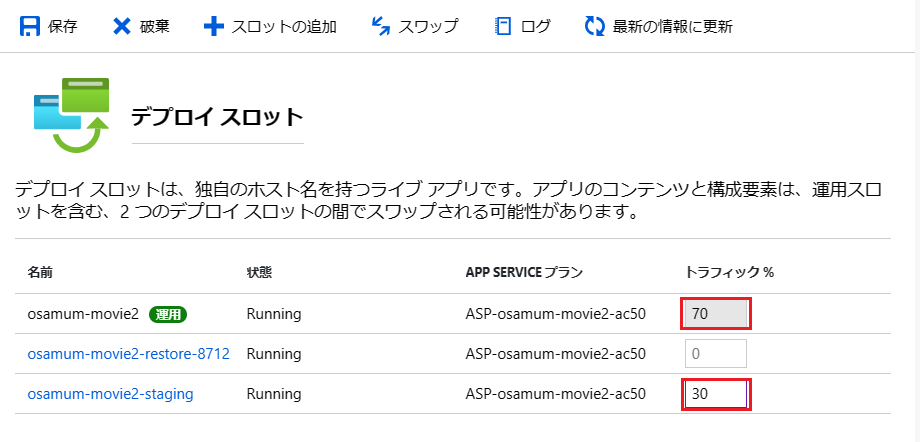 保存 破棄 スロットの追加 スワップ ログ 最新の情報に更新
デプロイ スロット
デプロイ スロットは、独自のホスト名を持つライブ アプリです。アプリのコンテンツと構成要素は、運用スロ
ットを含む、2 つのデプロイ スロットの間でスワップされる可能性があります。
名前 状態 APP SERVICE プラン トラフィック %
osamum-movie2 運用 Running ASP-osamum-movie2-ac50 70
osamum-movie2-restore-8712 Running ASP-osamum-movie2-ac50 0
osamum-movie2-staging Running ASP-osamum-movie2-ac50 30